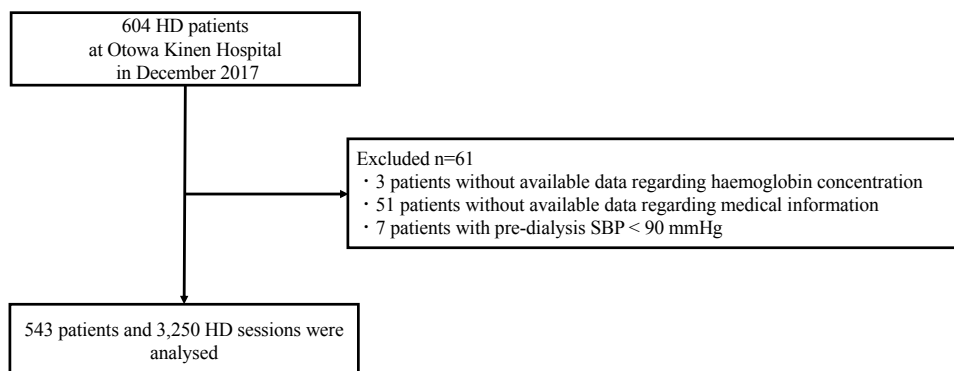 604 HD patients
at Otowa Kinen Hospital
in December 2017
Excluded n=61
・3 patients without available data regarding haemoglobin concentration
・51 patients without available data regarding medical information
・7 patients with pre-dialysis SBP < 90 mmHg
543 patients and 3,250 HD sessions were
analysed